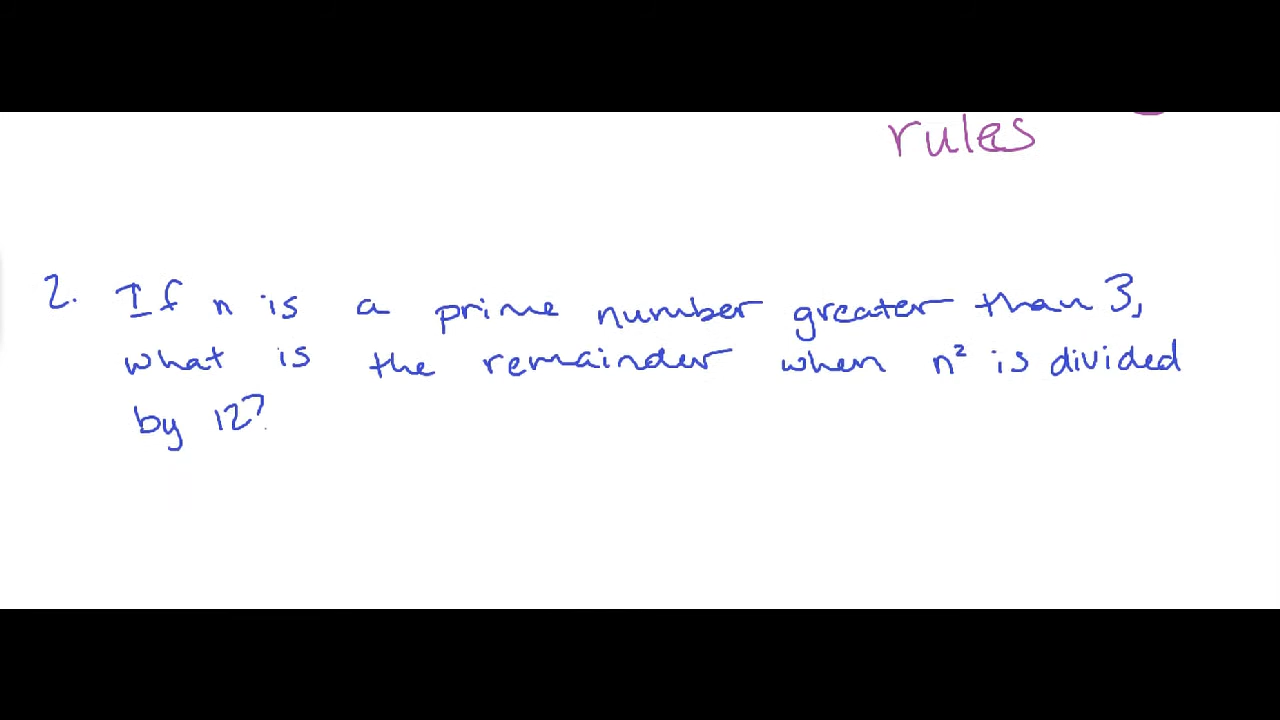 rules
2. If n is a prime number greater than 3,
what is the remainder when n² is divided
by 12?